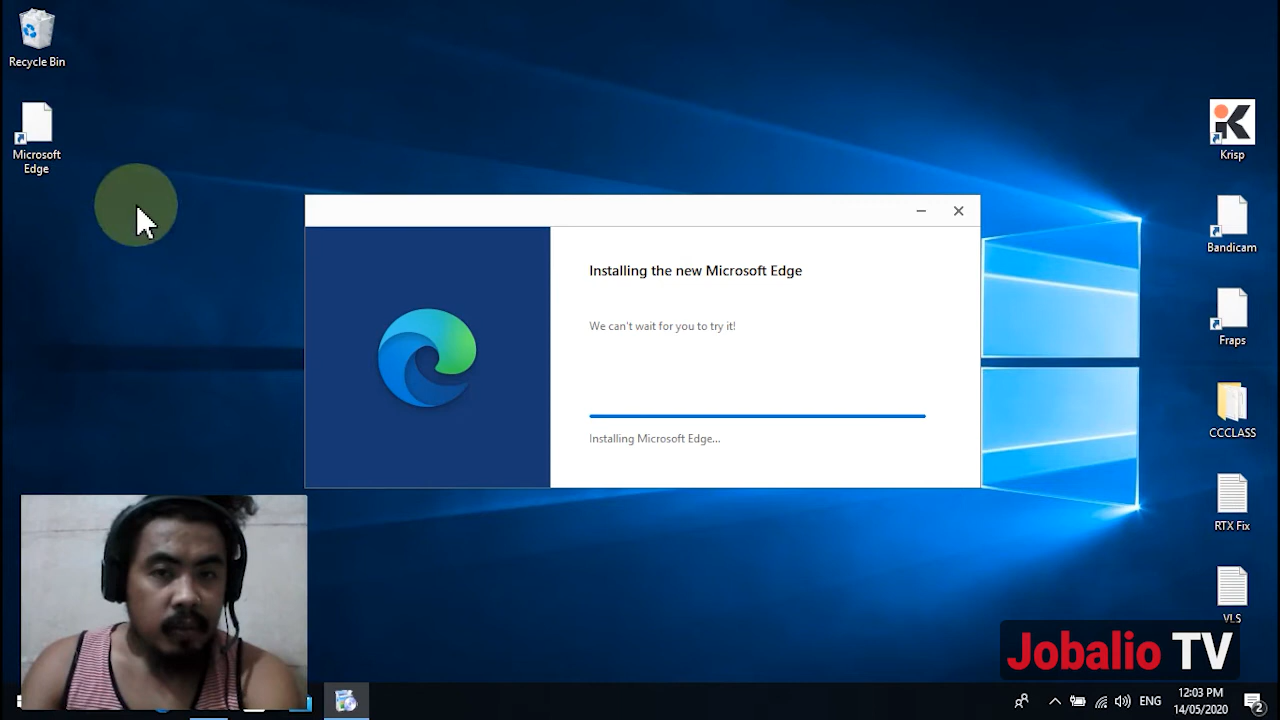 Recycle Bin
Microsoft
Edge
Installing the new Microsoft Edge
We can't wait for you to try it!
Installing Microsoft Edge...
Krisp
Bandicam
Fraps
CCCLASS
RTX Fix
VLS
Jobalio TV
ENG
12:03 PM
14/05/2020
2